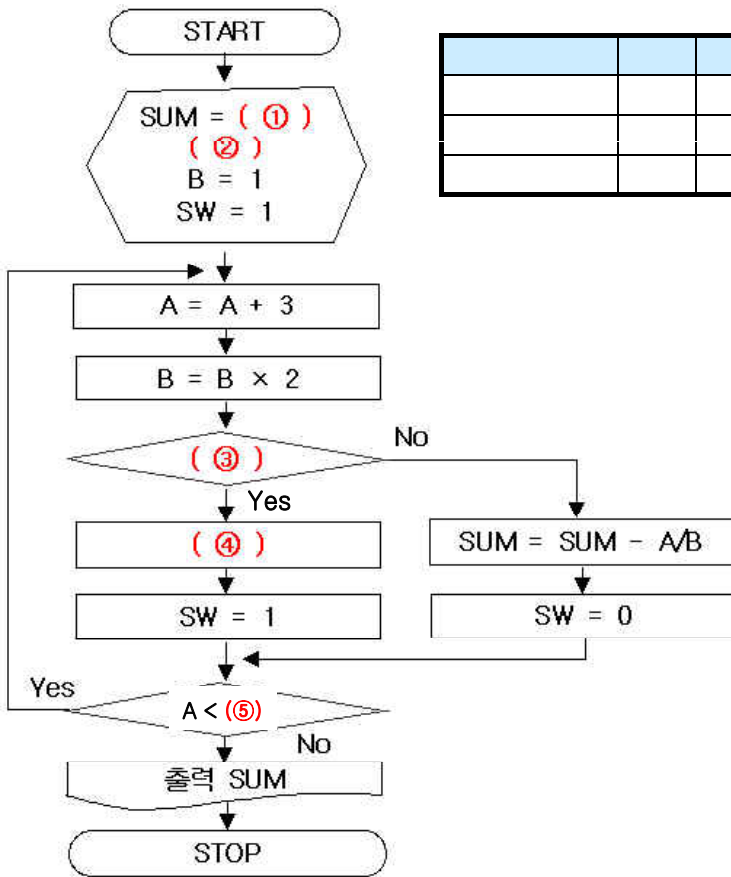 START
SUM = ( ① )
( ② )
B = 1
SW = 1
A = A + 3
B = B × 2
( ③ )
No
Yes
( ④ )
SUM = SUM - A/B
SW = 1
SW = 0
Yes
A < (⑤)
No
출력 SUM
STOP